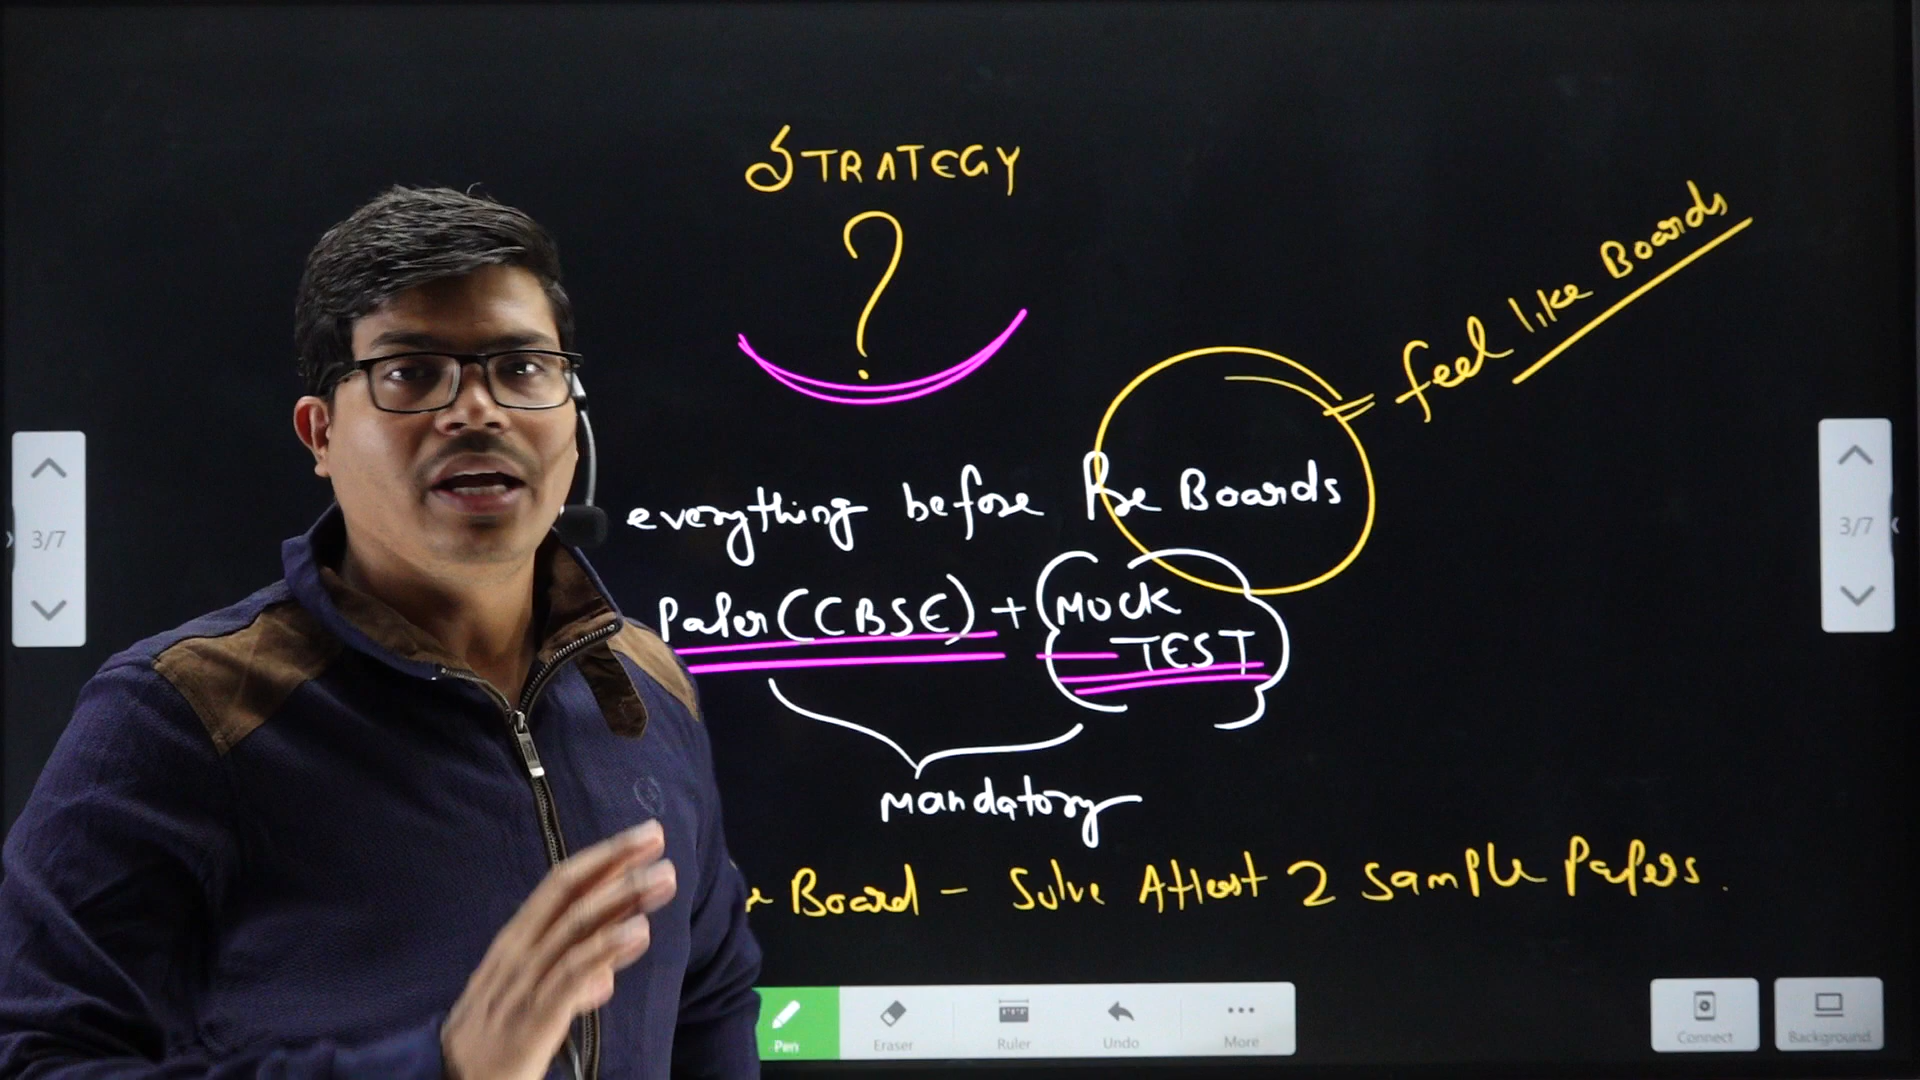 STRATEGY
?
feel like Boards
everything before Pre Boards
Paper (CBSE) + (MOCK
TEST)
mandatory
Board - Solve Atleast 2 Sample Papers.
3/7
3/7
Pen
Eraser
Ruler
Undo
More
Connect
Background